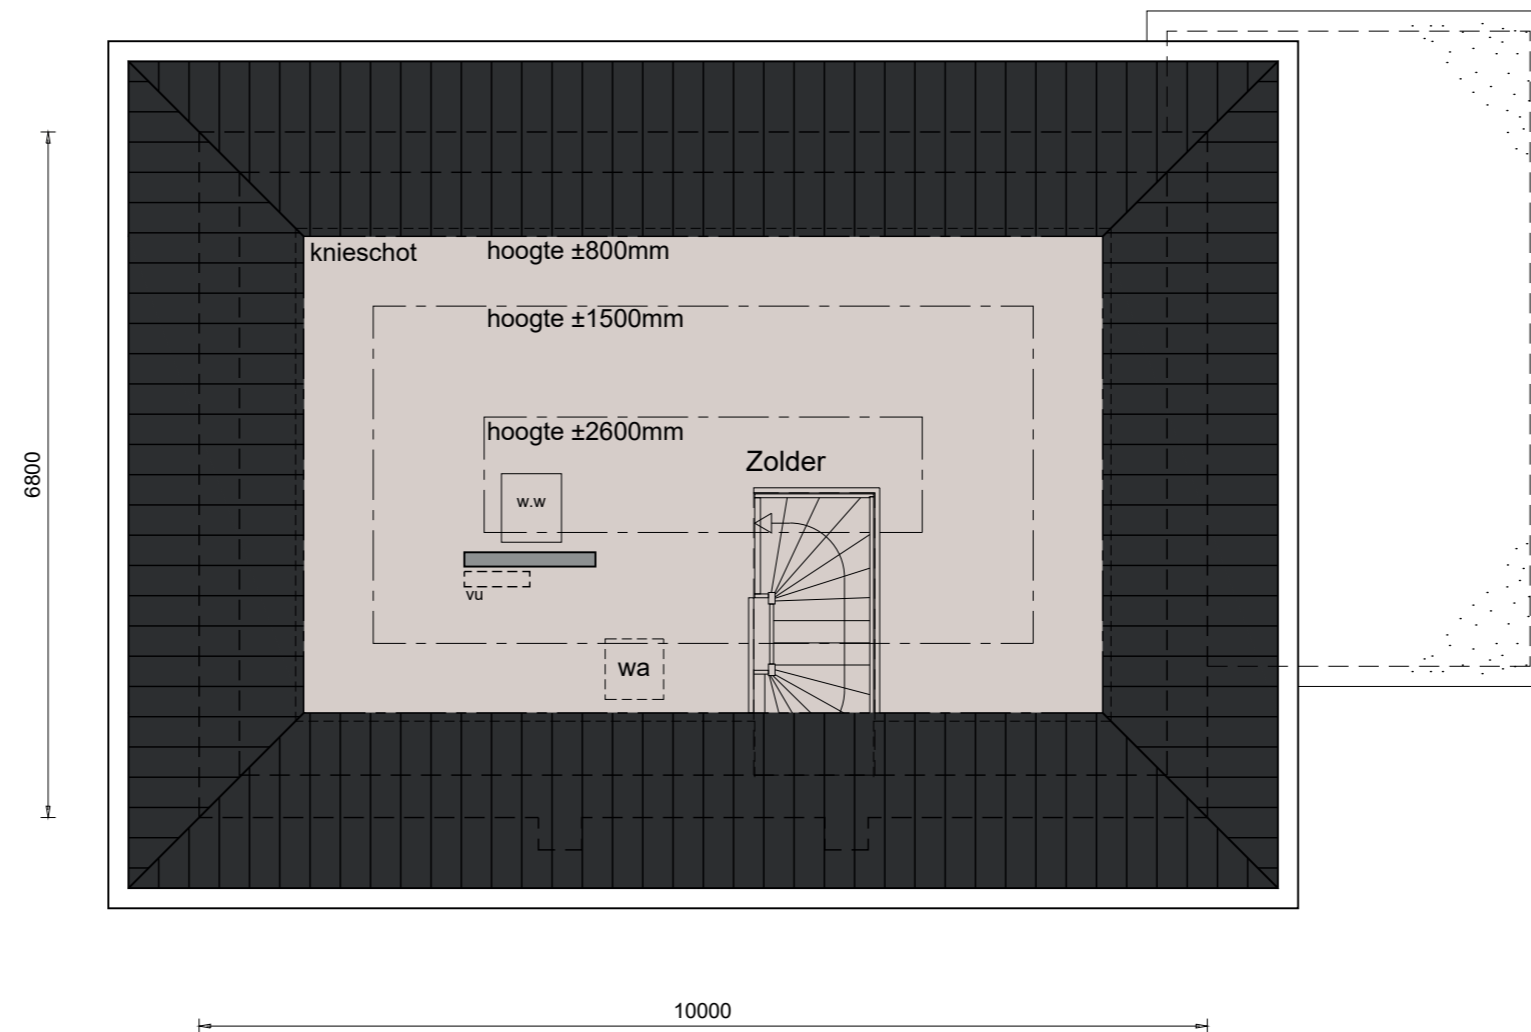 knieschot
hoogte ±800mm
hoogte ±1500mm
hoogte ±2600mm
Zolder
w.w
vu
wa
6800
10000